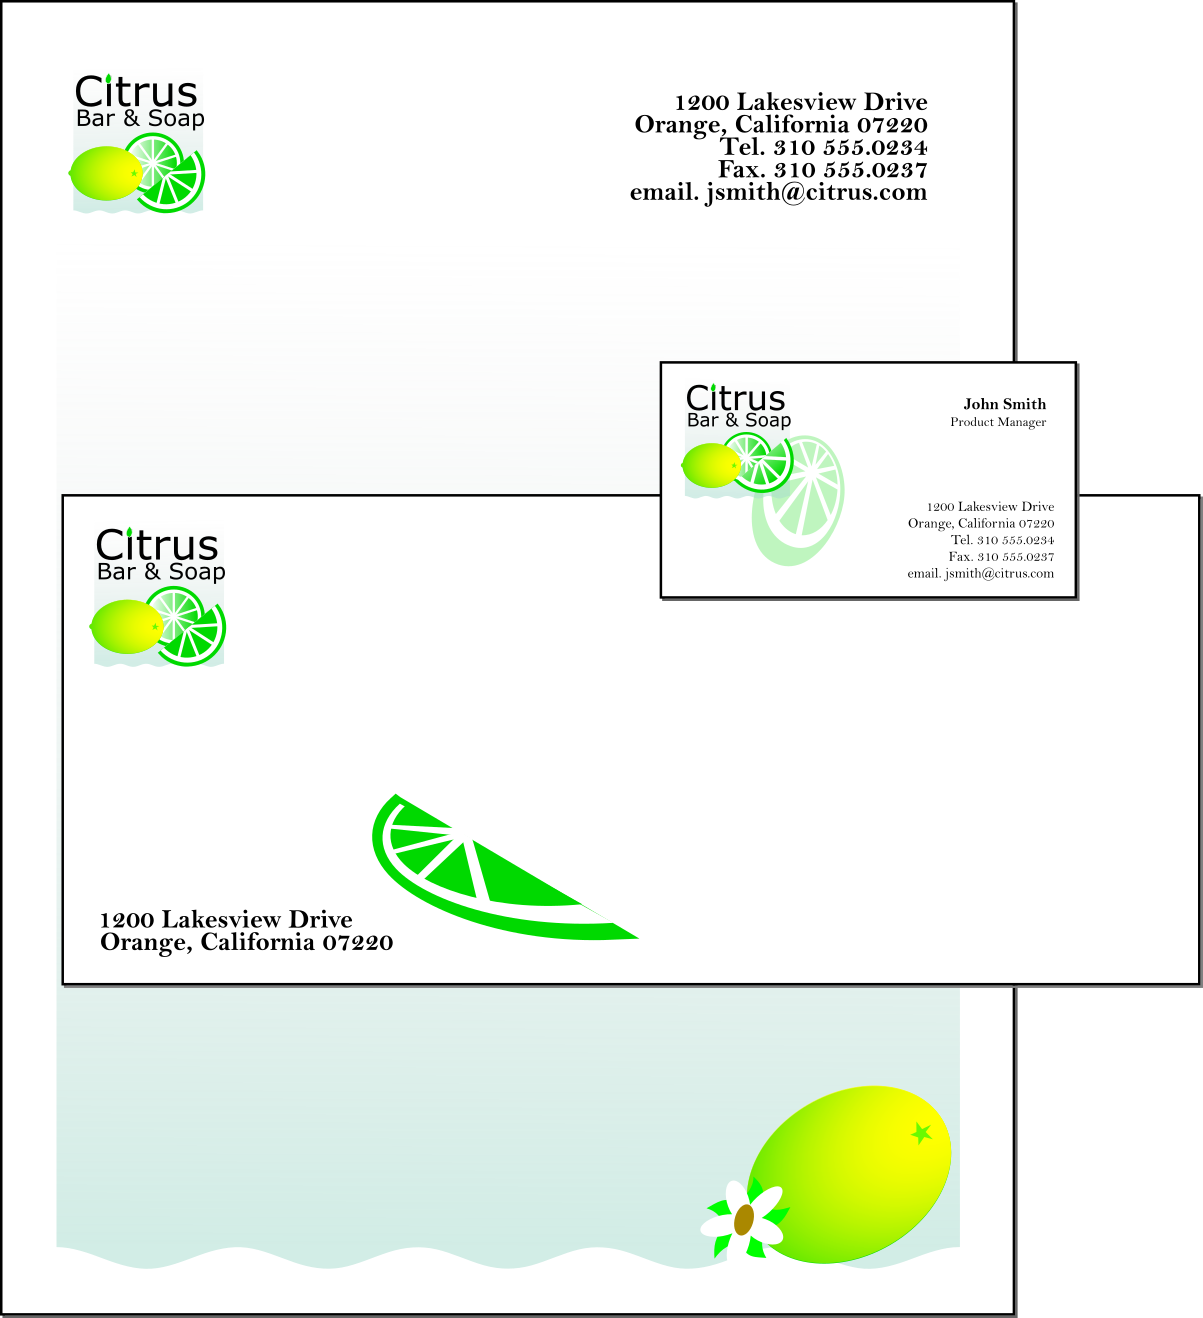 Citrus
Bar & Soap
1200 Lakesview Drive
Orange, California 07220
Tel. 310 555.0234
Fax. 310 555.0237
email. jsmith@citrus.com
Citrus
Bar & Soap
John Smith
Product Manager
1200 Lakesview Drive
Orange, California 07220
Tel. 310 555.0234
Fax. 310 555.0237
email. jsmith@citrus.com
Citrus
Bar & Soap
1200 Lakesview Drive
Orange, California 07220